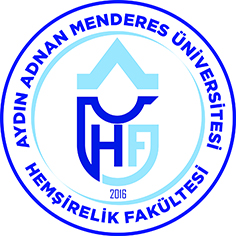 AYDIN ADNAN MENDERES ÜNİVERSİTESİ
HF
2016
HEMŞİRELİK FAKÜLTESİ